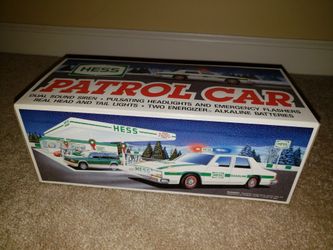 HESS
PATROL CAR
DUAL SOUND SIREN • PULSATING HEADLIGHTS AND EMERGENCY FLASHERS
REAL HEAD AND TAIL LIGHTS • TWO ENERGIZER® ALKALINE BATTERIES
HESS
HESS